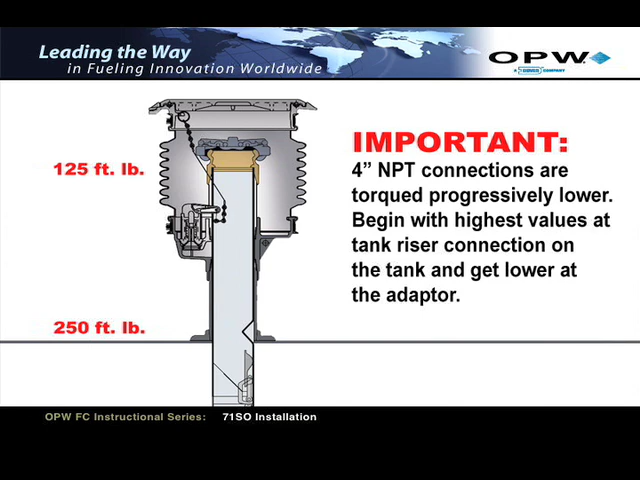 Leading the Way
in Fueling Innovation Worldwide
OPW
A DOVER COMPANY
IMPORTANT:
4” NPT connections are
torqued progressively lower.
Begin with highest values at
tank riser connection on
the tank and get lower at
the adaptor.
125 ft. lb.
250 ft. lb.
OPW FC Instructional Series: 71SO Installation